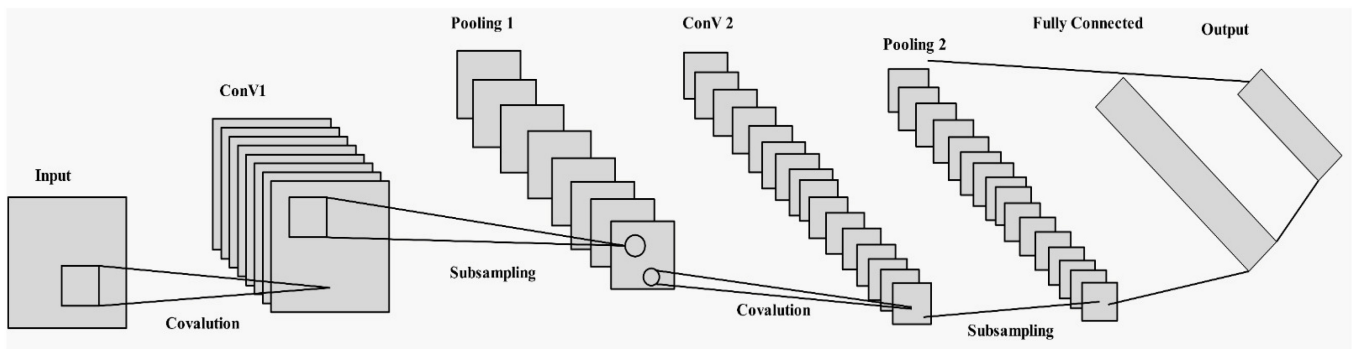 Input
ConV1
Covalution
Pooling 1
Subsampling
ConV 2
Covalution
Pooling 2
Subsampling
Fully Connected
Output